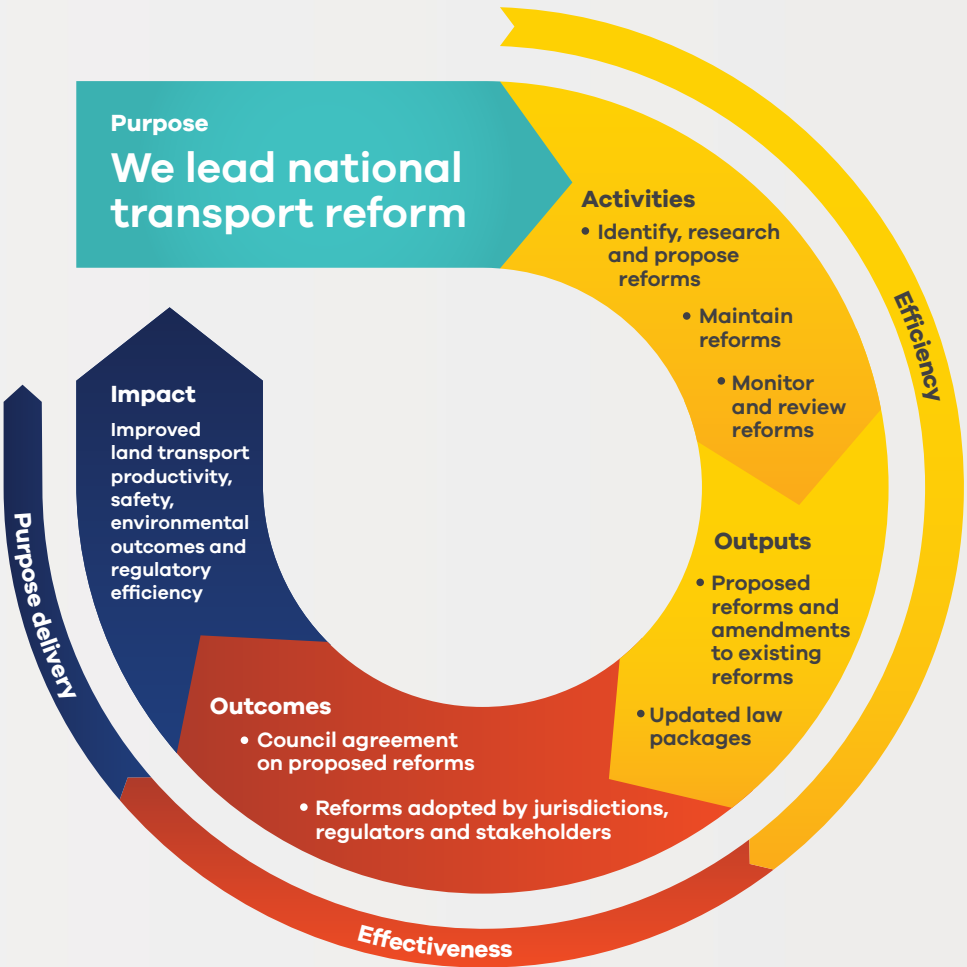 Purpose
We lead national
transport reform
Activities
• Identify, research
and propose
reforms
• Maintain
reforms
• Monitor
and review
reforms
Efficiency
Outputs
• Proposed
reforms and
amendments
to existing
reforms
• Updated law
packages
Outcomes
• Council agreement
on proposed reforms
• Reforms adopted by jurisdictions,
regulators and stakeholders
Effectiveness
Impact
Improved
land transport
productivity,
safety,
environmental
outcomes and
regulatory
efficiency
Purpose delivery